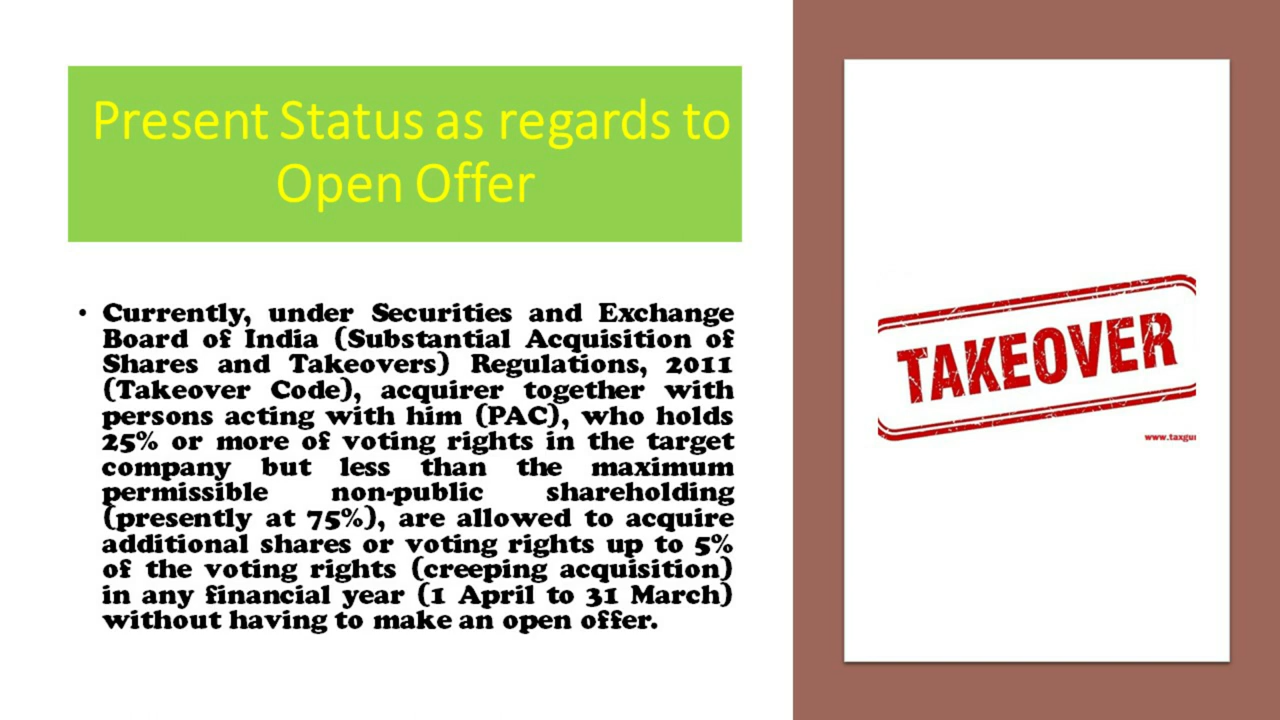 Present Status as regards to
Open Offer
• Currently, under Securities and Exchange
Board of India (Substantial Acquisition of
Shares and Takeovers) Regulations, 2011
(Takeover Code), acquirer together with
persons acting with him (PAC), who holds
25% or more of voting rights in the target
company but less than the maximum
permissible non-public shareholding
(presently at 75%), are allowed to acquire
additional shares or voting rights up to 5%
of the voting rights (creeping acquisition)
in any financial year (1 April to 31 March)
without having to make an open offer.
TAKEOVER
www.taxgu